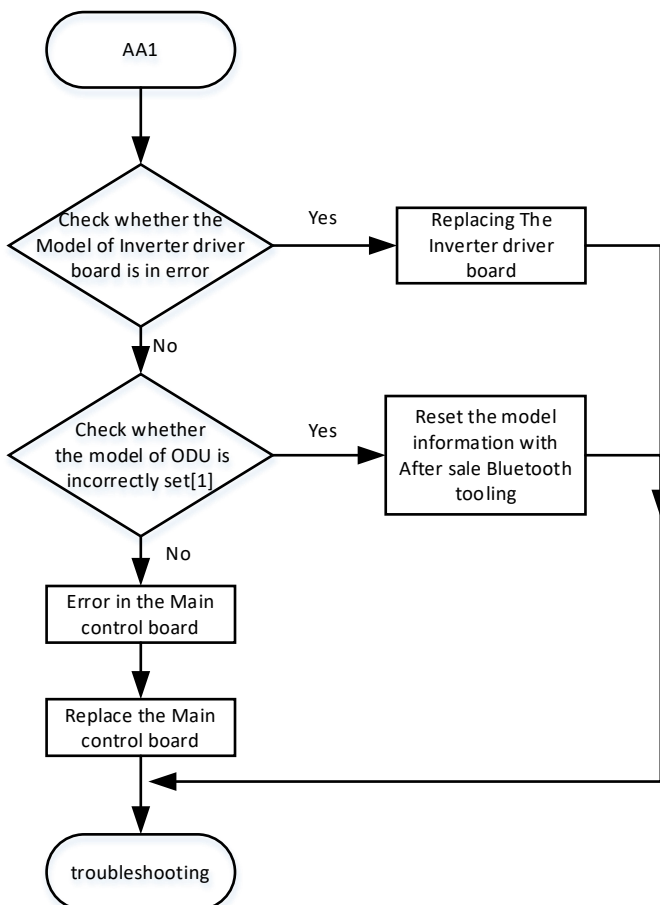 AA1
Check whether the
Model of Inverter driver
board is in error
Yes
Replacing The
Inverter driver
board
No
Check whether
the model of ODU is
incorrectly set[1]
Yes
Reset the model
information with
After sale Bluetooth
tooling
No
Error in the Main
control board
Replace the Main
control board
troubleshooting